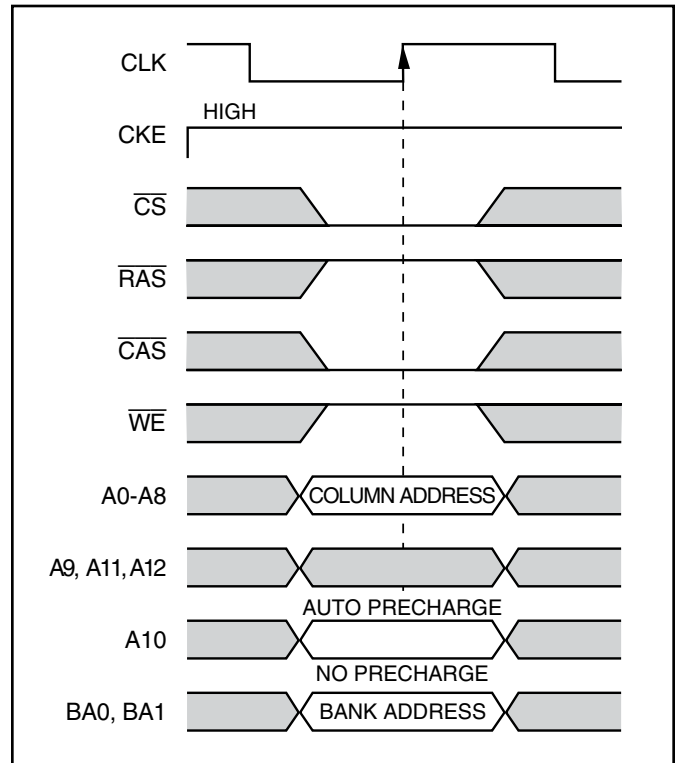 CLK
HIGH
CKE
CS
RAS
CAS
WE
A0-A8 COLUMN ADDRESS
A9, A11, A12
AUTO PRECHARGE
A10
NO PRECHARGE
BA0, BA1 BANK ADDRESS